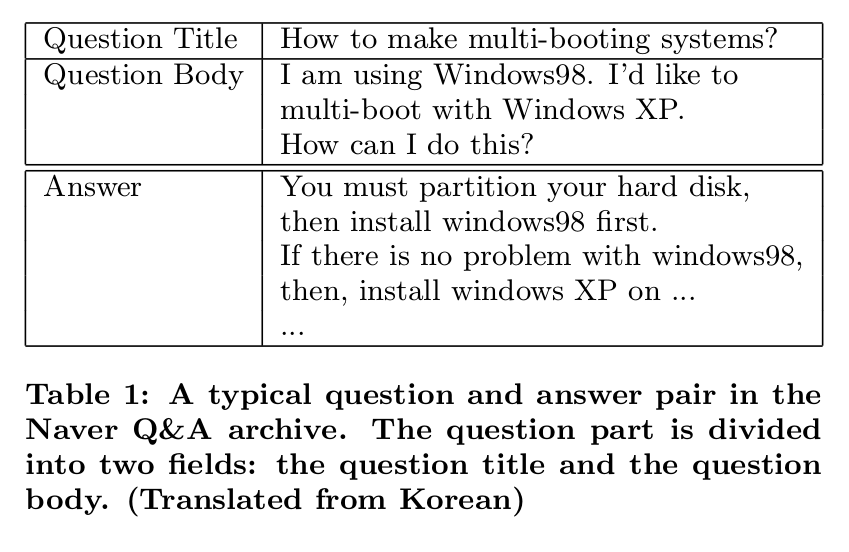 Question Title How to make multi-booting systems?
Question Body I am using Windows98. I'd like to
multi-boot with Windows XP.
How can I do this?
Answer You must partition your hard disk,
then install windows98 first.
If there is no problem with windows98,
then, install windows XP on ...
...
Table 1: A typical question and answer pair in the
Naver Q&A archive. The question part is divided
into two fields: the question title and the question
body. (Translated from Korean)